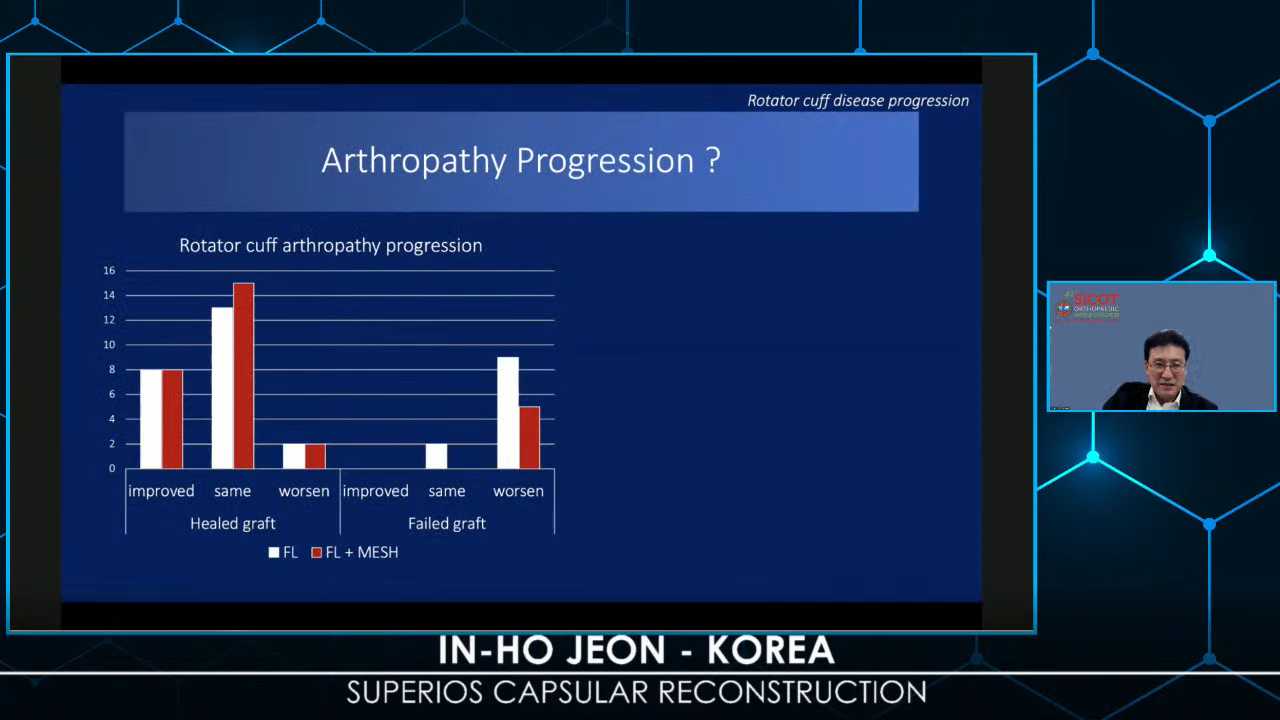 Rotator cuff disease progression
Arthropathy Progression ?
Rotator cuff arthropathy progression
16
14
12
10
8
6
4
2
0
improved same worsen improved same worsen
Healed graft Failed graft
FL FL + MESH
SICOT
ORTHOPAEDIC
IN-HO JEON - KOREA
SUPERIOS CAPSULAR RECONSTRUCTION